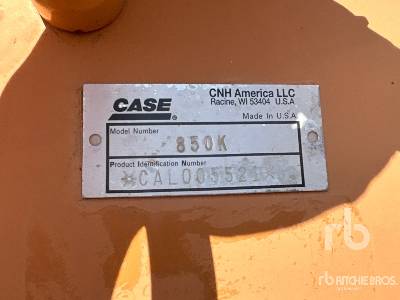 CASE
CNH America LLC
Racine, WI 53404 U.S.A
Made In U.S.A.
Model Number
850K
Product Identification Number
rb
RITCHIE BROS.